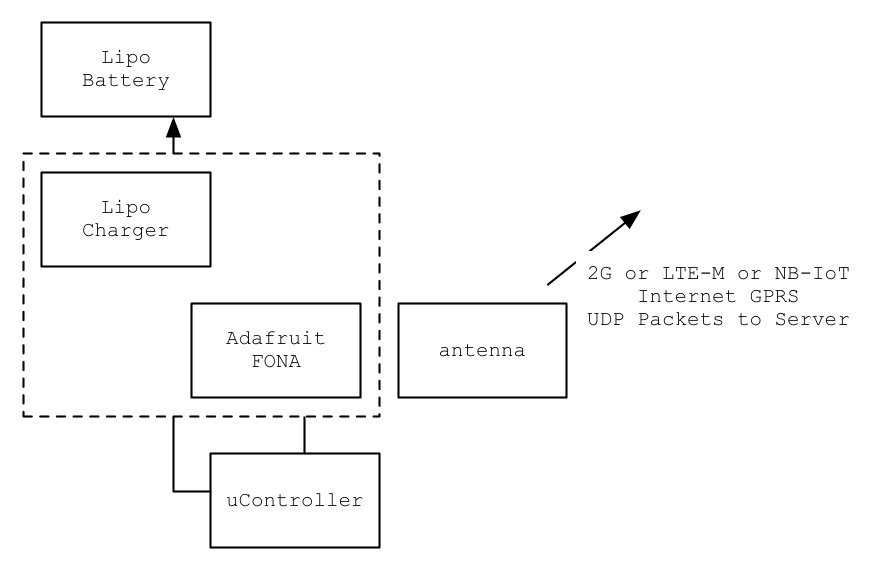 Lipo
Battery
Lipo
Charger
Adafruit
FONA
antenna
2G or LTE-M or NB-IoT
Internet GPRS
UDP Packets to Server
uController